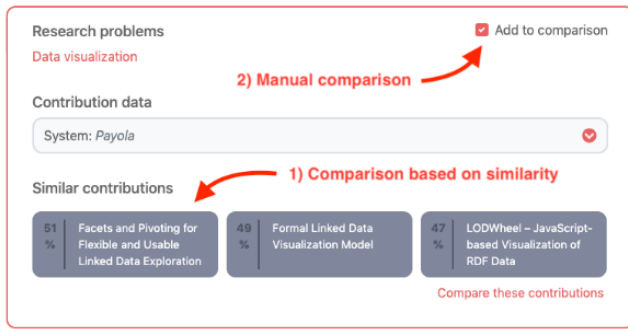 Research problems
Add to comparison
Data visualization
2) Manual comparison
Contribution data
System: Payola
1) Comparison based on similarity
Similar contributions
51 %
Facets and Pivoting for
Flexible and Usable
Linked Data Exploration
49 %
Formal Linked Data
Visualization Model
47 %
LODWheel – JavaScript-
based Visualization of
RDF Data
Compare these contributions